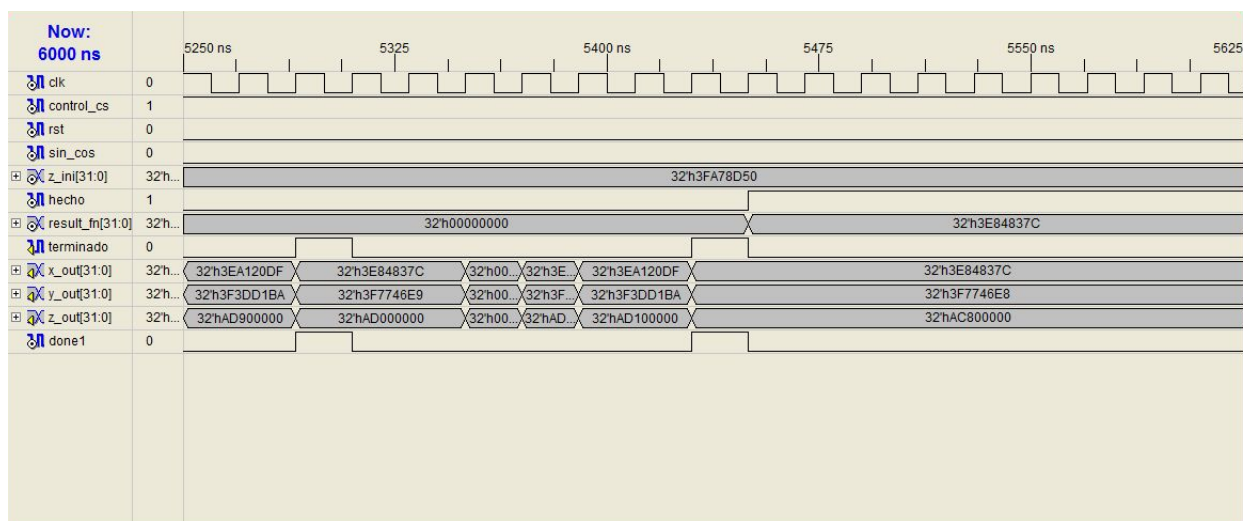 Now:
6000 ns
5250 ns 5325 5400 ns 5475 5550 ns 5625
clk 0
control_cs 1
rst 0
sin_cos 0
z_ini[31:0] 32'h... 32'h3FA78D50
hecho 1
result_fn[31:0] 32'h... 32'h00000000 32'h3E84837C
terminado 0
x_out[31:0] 32'h... 32'h3EA120DF 32'h3E84837C 32'h00... 32'h3E... 32'h3EA120DF 32'h3E84837C
y_out[31:0] 32'h... 32'h3F3DD1BA 32'h3F7746E9 32'h00... 32'h3F... 32'h3F3DD1BA 32'h3F7746E8
z_out[31:0] 32'h... 32'hAD900000 32'hAD000000 32'h00... 32'hAD... 32'hAD100000 32'hAC800000
done1 0